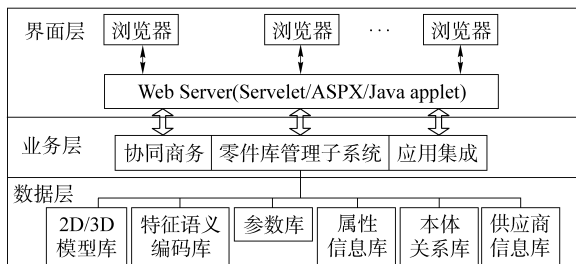 界面层
浏览器
浏览器
···
浏览器
Web Server(Servelet/ASPX/Java applet)
业务层
协同商务
零件库管理子系统
应用集成
数据层
2D/3D
模型库
特征语义
编码库
参数库
属性
信息库
本体
关系库
供应商
信息库